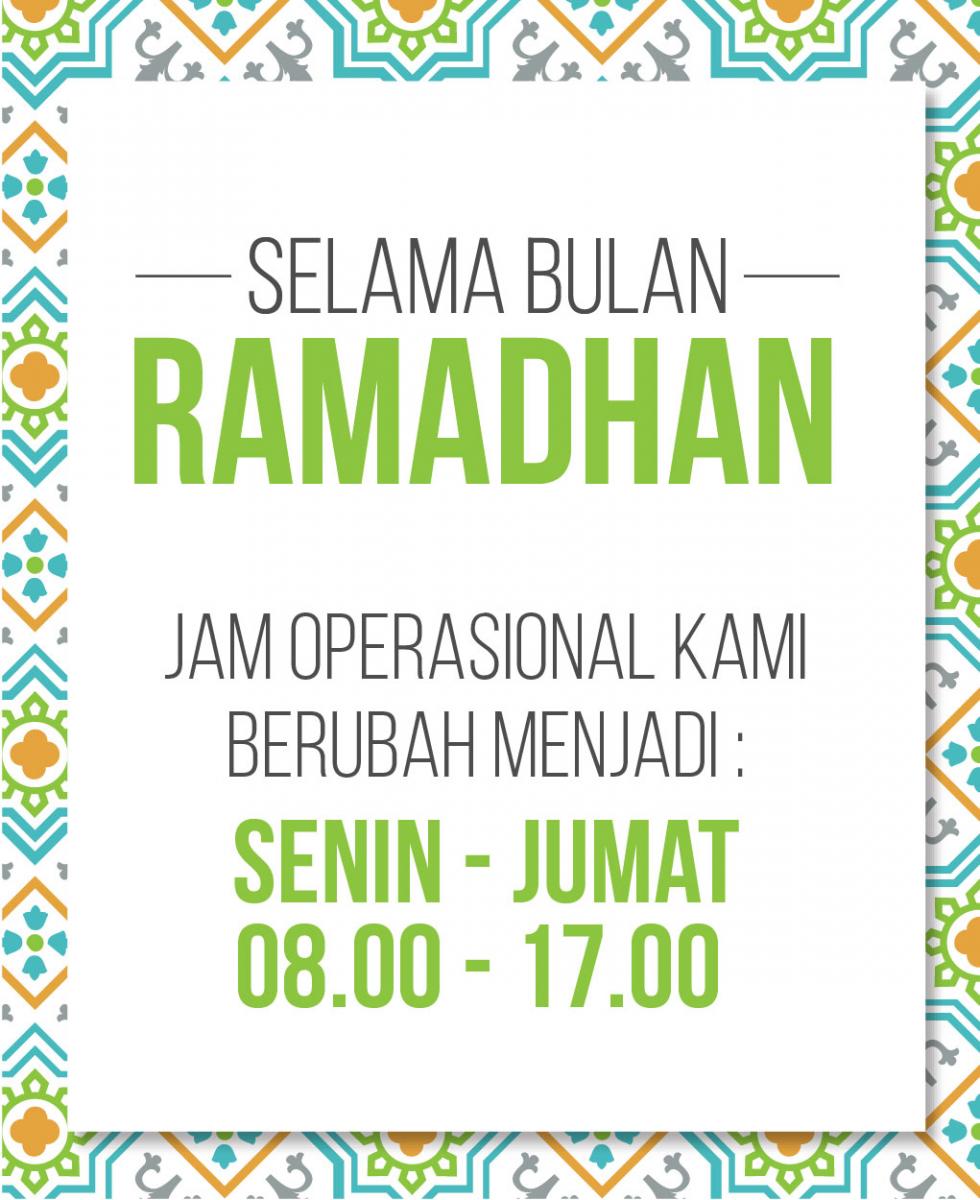 SELAMA BULAN
RAMADHAN
JAM OPERASIONAL KAMI
BERUBAH MENJADI :
SENIN - JUMAT
08.00 - 17.00